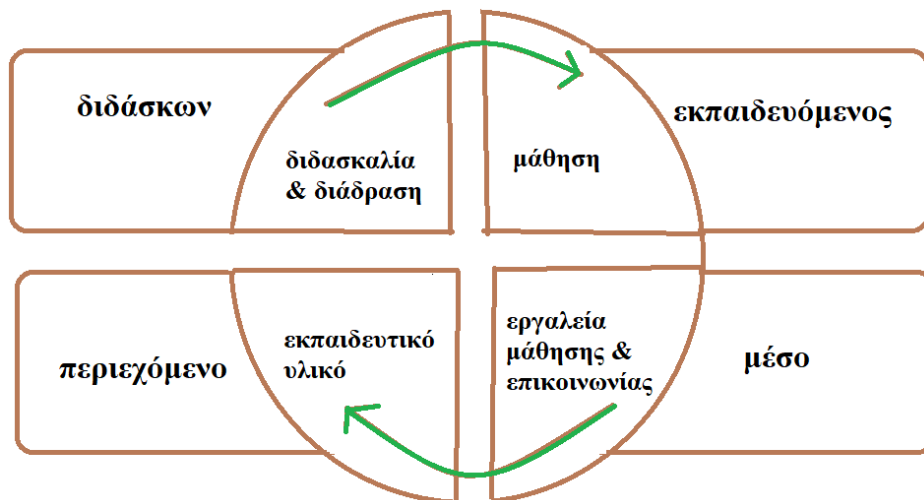 διδάσκων
διδασκαλία
& διάδραση
μάθηση
εκπαιδευόμενος
περιεχόμενο
εκπαιδευτικό
υλικό
εργαλεία
μάθησης &
επικοινωνίας
μέσο